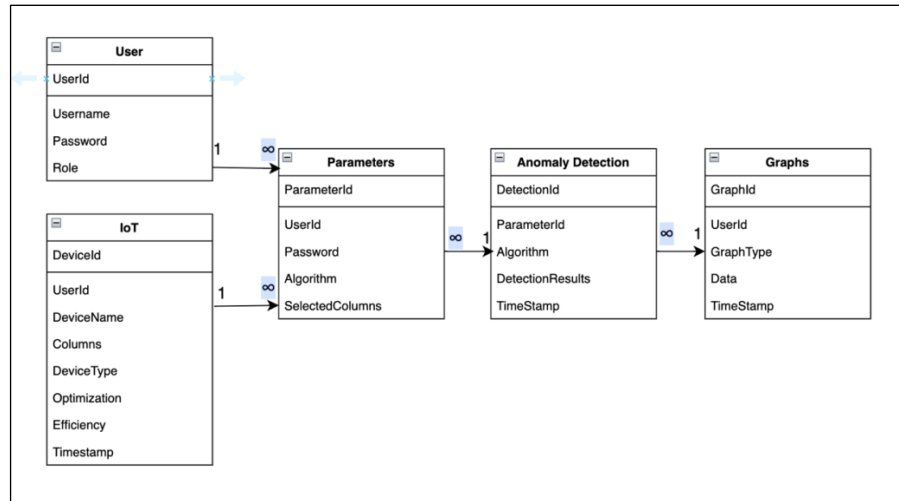 User
UserId
Username
Password
Role
1
∞
IoT
DeviceId
UserId
DeviceName
Columns
DeviceType
Optimization
Efficiency
Timestamp
1
∞
Parameters
ParameterId
UserId
Password
Algorithm
SelectedColumns
∞
1
Anomaly Detection
DetectionId
ParameterId
Algorithm
DetectionResults
TimeStamp
∞
1
Graphs
GraphId
UserId
GraphType
Data
TimeStamp